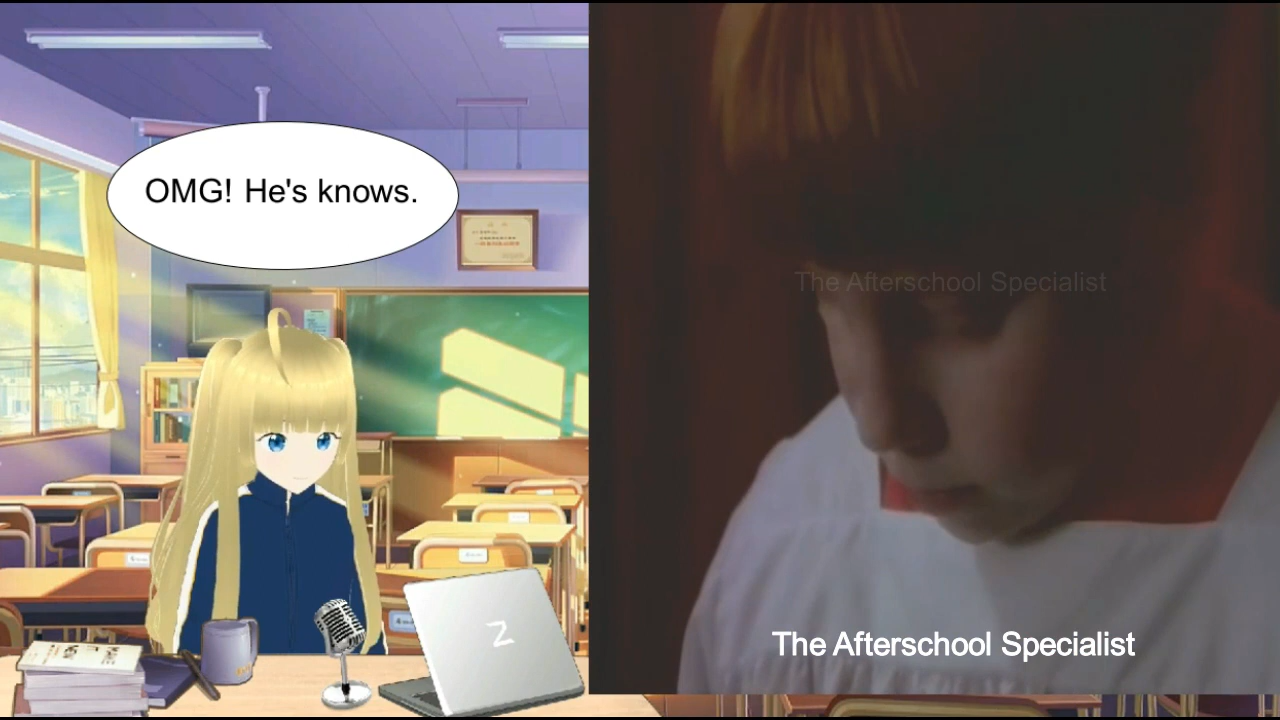 OMG! He's knows.
The Afterschool Specialist
The Afterschool Specialist
Z